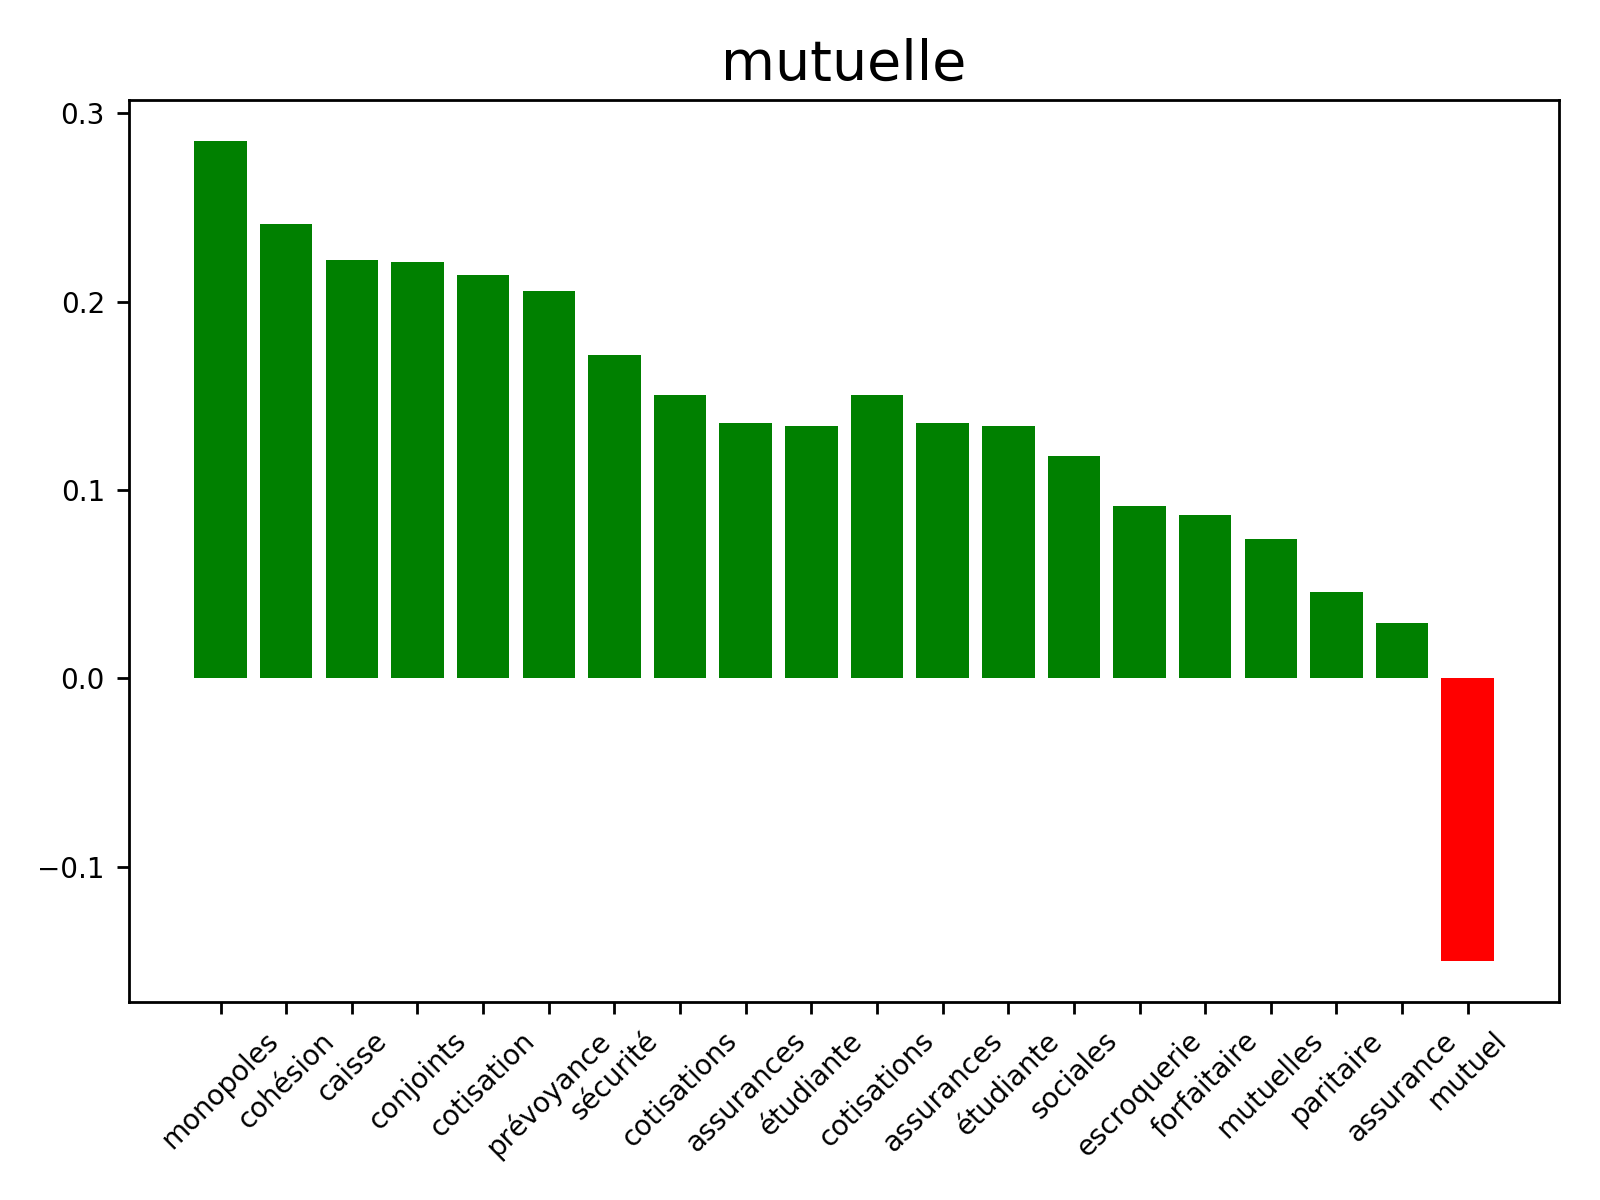 mutuelle
0.3
0.2
0.1
0.0
−0.1
monopoles
cohésion
caisse
conjoints
cotisation
prévoyance
sécurité
cotisations
assurances
étudiante
cotisations
assurances
étudiante
sociales
escroquerie
forfaitaire
mutuelles
paritaire
assurance
mutuel